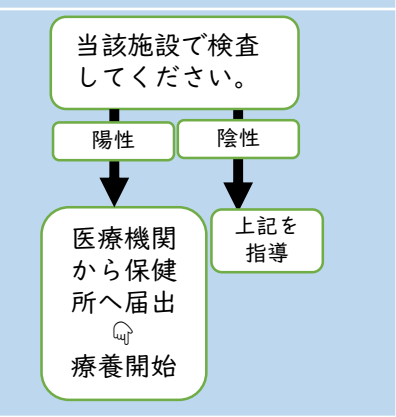 当該施設で検査
してください。
陽性
陰性
医療機関
から保健
所へ届出
☟
療養開始
上記を
指導